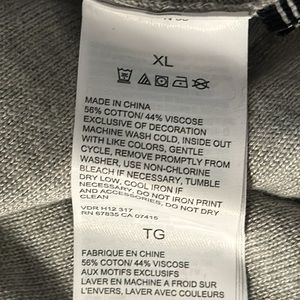 XL
MADE IN CHINA
56% COTTON/ 44% VISCOSE
EXCLUSIVE OF DECORATION
MACHINE WASH COLD, INSIDE OUT
WITH LIKE COLORS, GENTLE
CYCLE, REMOVE PROMPTLY FROM
WASHER, USE NON-CHLORINE
BLEACH IF NECESSARY, TUMBLE
DRY LOW, COOL IRON IF
NECESSARY. DO NOT IRON PRINT
AND ACCESSORIES, DO NOT DRY
CLEAN
VDR H12 317
RN 67835 CA 07415
TG
FABRIQUE EN CHINE
56% COTON/ 44% VISCOSE
AUX MOTIFS EXCLUSIFS
LAVER EN MACHINE A FROID SUR
L'ENVERS, LAVER AVEC COULEURS